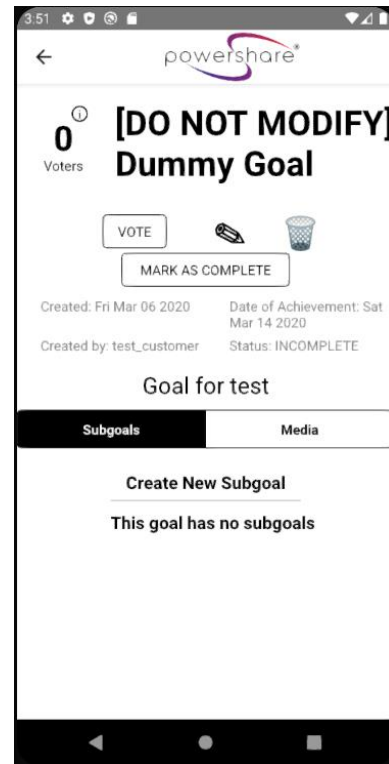 3:51
powershare®
0
Voters
[DO NOT MODIFY]
Dummy Goal
VOTE
MARK AS COMPLETE
Created: Fri Mar 06 2020
Date of Achievement: Sat
Mar 14 2020
Created by: test_customer
Status: INCOMPLETE
Goal for test
Subgoals
Media
Create New Subgoal
This goal has no subgoals